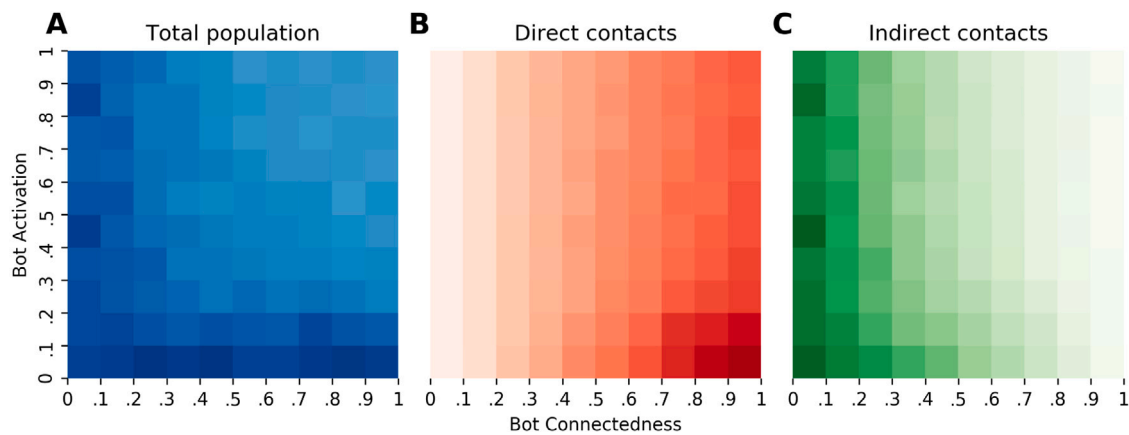 A Total population B Direct contacts C Indirect contacts
Bot Activation
1
.9
.8
.7
.6
.5
.4
.3
.2
.1
0
0 .1 .2 .3 .4 .5 .6 .7 .8 .9 1 0 .1 .2 .3 .4 .5 .6 .7 .8 .9 1 0 .1 .2 .3 .4 .5 .6 .7 .8 .9 1
Bot Connectedness